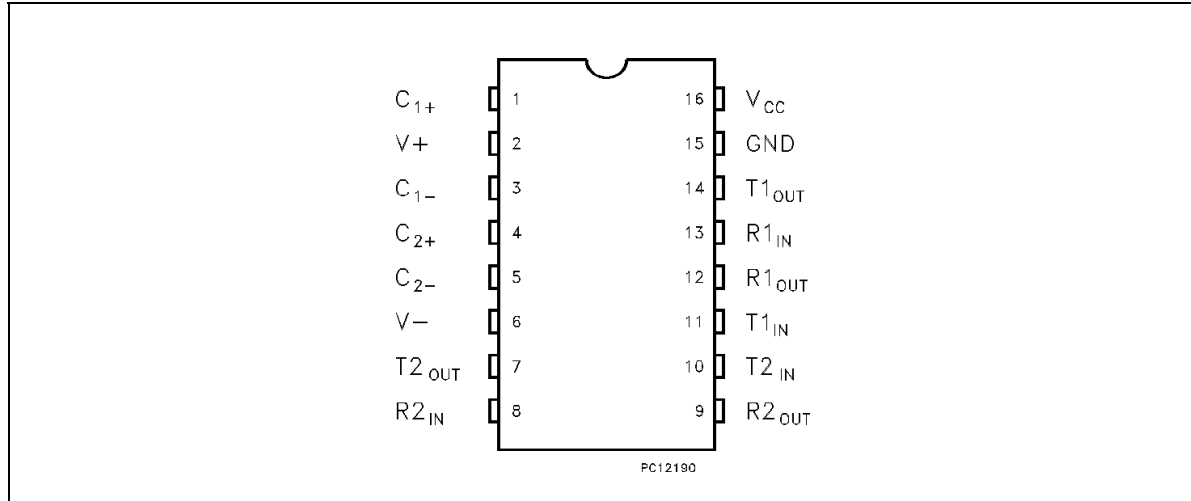 C1+ 1 16 VCC
V+ 2 15 GND
C1- 3 14 T1OUT
C2+ 4 13 R1IN
C2- 5 12 R1OUT
V- 6 11 T1IN
T2OUT 7 10 T2IN
R2IN 8 9 R2OUT
PC12190